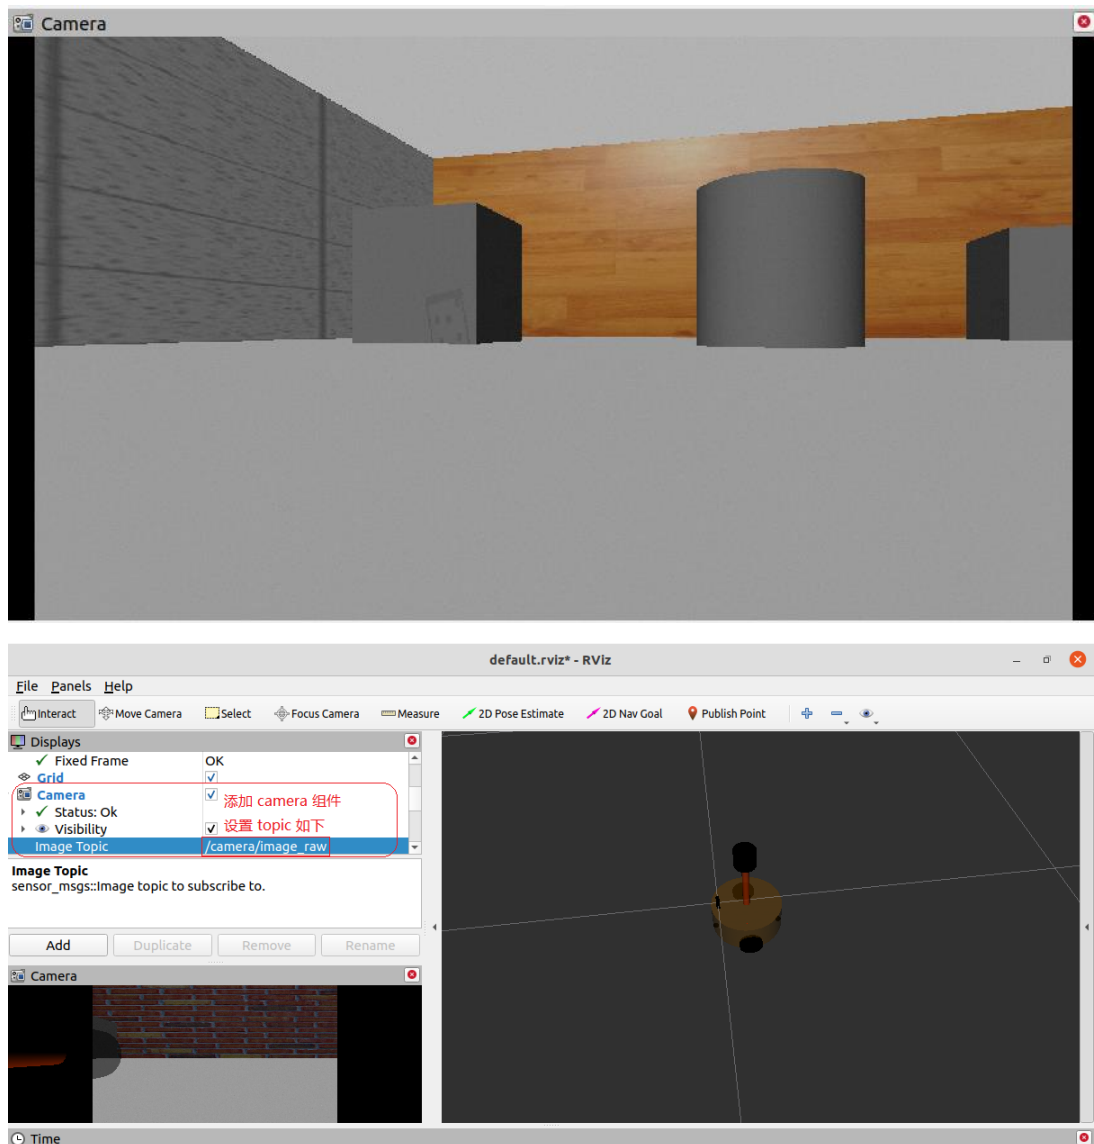 Camera
default.rviz* - RViz
File Panels Help
Interact Move Camera Select Focus Camera Measure 2D Pose Estimate 2D Nav Goal Publish Point
Displays
Fixed Frame OK
Grid
Camera 添加 camera 组件
Status: Ok
Visibility 设置 topic 如下
Image Topic /camera/image_raw
Image Topic
sensor_msgs::Image topic to subscribe to.
Add Duplicate Remove Rename
Camera
Time